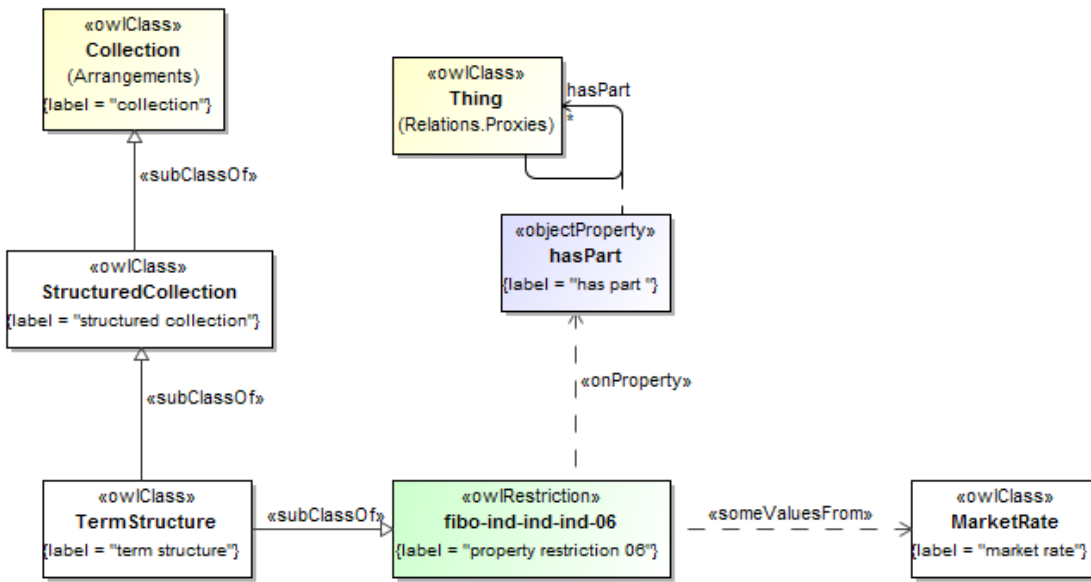 «owlClass»
Collection
(Arrangements)
{label = "collection"}
«owlClass»
Thing
(Relations.Proxies)
hasPart
*
«subClassOf»
«objectProperty»
hasPart
{label = "has part "}
«owlClass»
StructuredCollection
{label = "structured collection"}
«onProperty»
«subClassOf»
«owlClass»
TermStructure
{label = "term structure"}
«subClassOf»
«owlRestriction»
fibo-ind-ind-ind-06
{label = "property restriction 06"}
«someValuesFrom»
«owlClass»
MarketRate
{label = "market rate"}